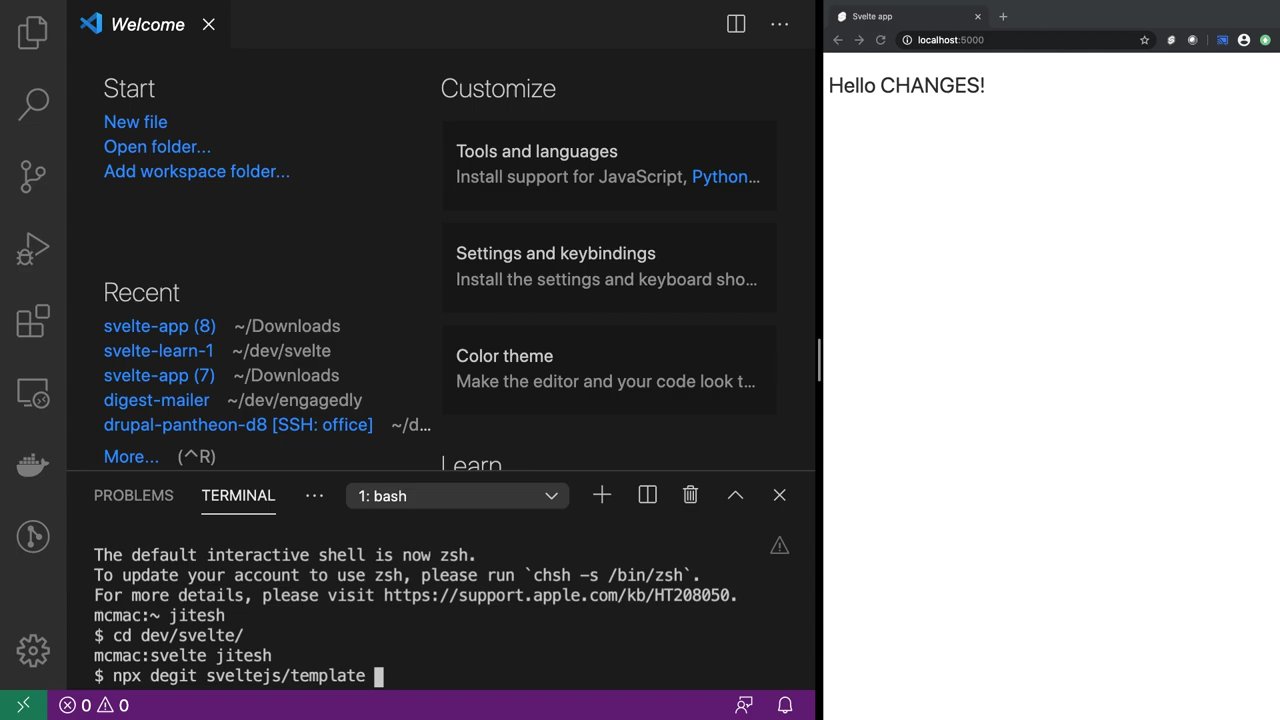 Welcome
Start
New file
Open folder...
Add workspace folder...
Recent
svelte-app (8) ~/Downloads
svelte-learn-1 ~/dev/svelte
svelte-app (7) ~/Downloads
digest-mailer ~/dev/engagedly
drupal-pantheon-d8 [SSH: office] ~/d...
More... (^R)
Customize
Tools and languages
Install support for JavaScript, Python...
Settings and keybindings
Install the settings and keyboard sho...
Color theme
Make the editor and your code look t...
Learn
PROBLEMS TERMINAL ... 1: bash
The default interactive shell is now zsh.
To update your account to use zsh, please run `chsh -s /bin/zsh`.
For more details, please visit https://support.apple.com/kb/HT208050.
mcmac:~ jitesh
$ cd dev/svelte/
mcmac:svelte jitesh
$ npx degit sveltejs/template
0 0
Svelte app
localhost:5000
Hello CHANGES!